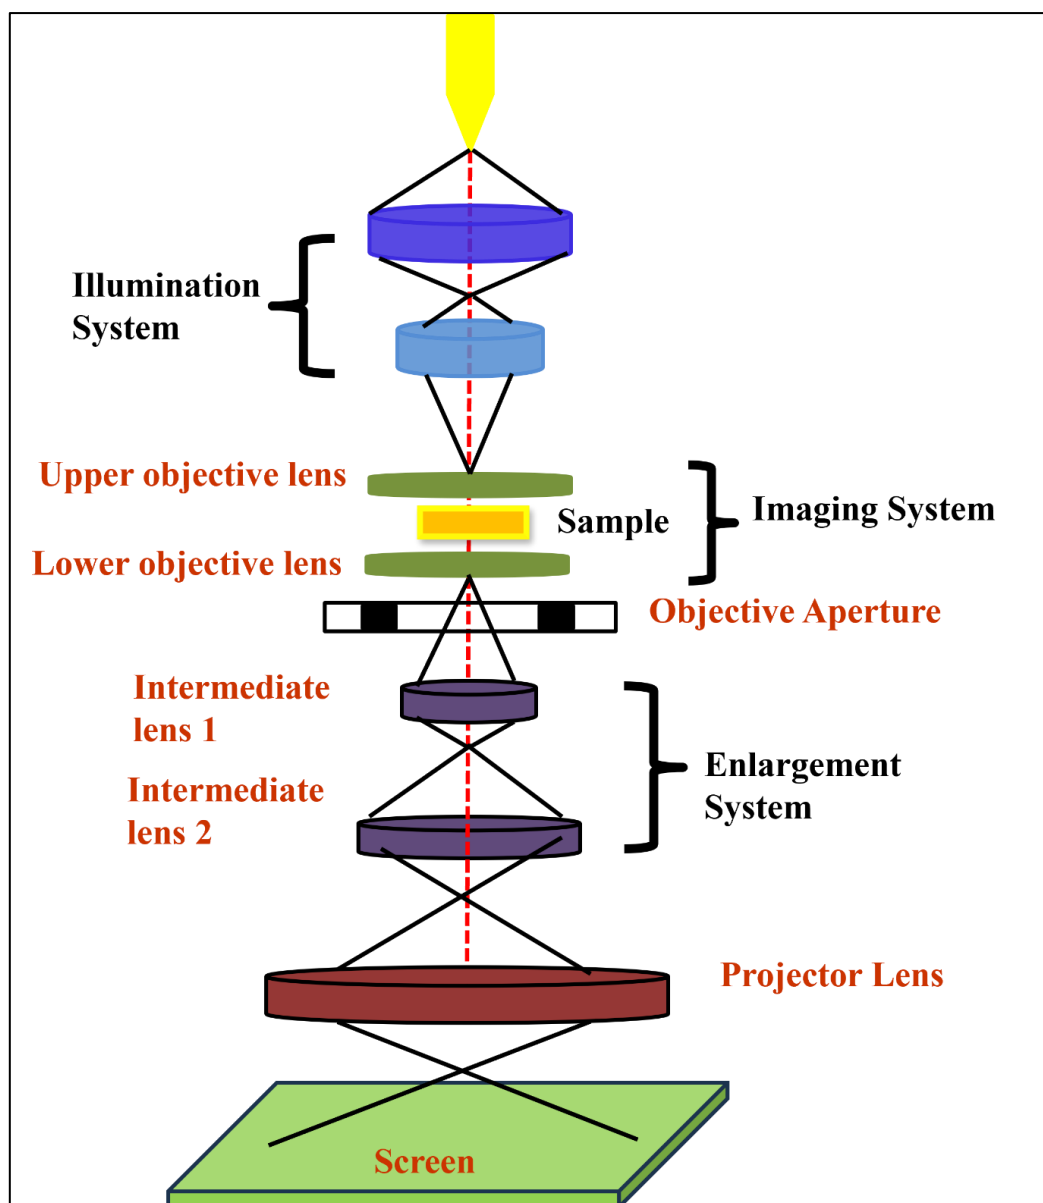 Illumination
System
Upper objective lens
Sample
Imaging System
Lower objective lens
Objective Aperture
Intermediate
lens 1
Enlargement
System
Intermediate
lens 2
Projector Lens
Screen